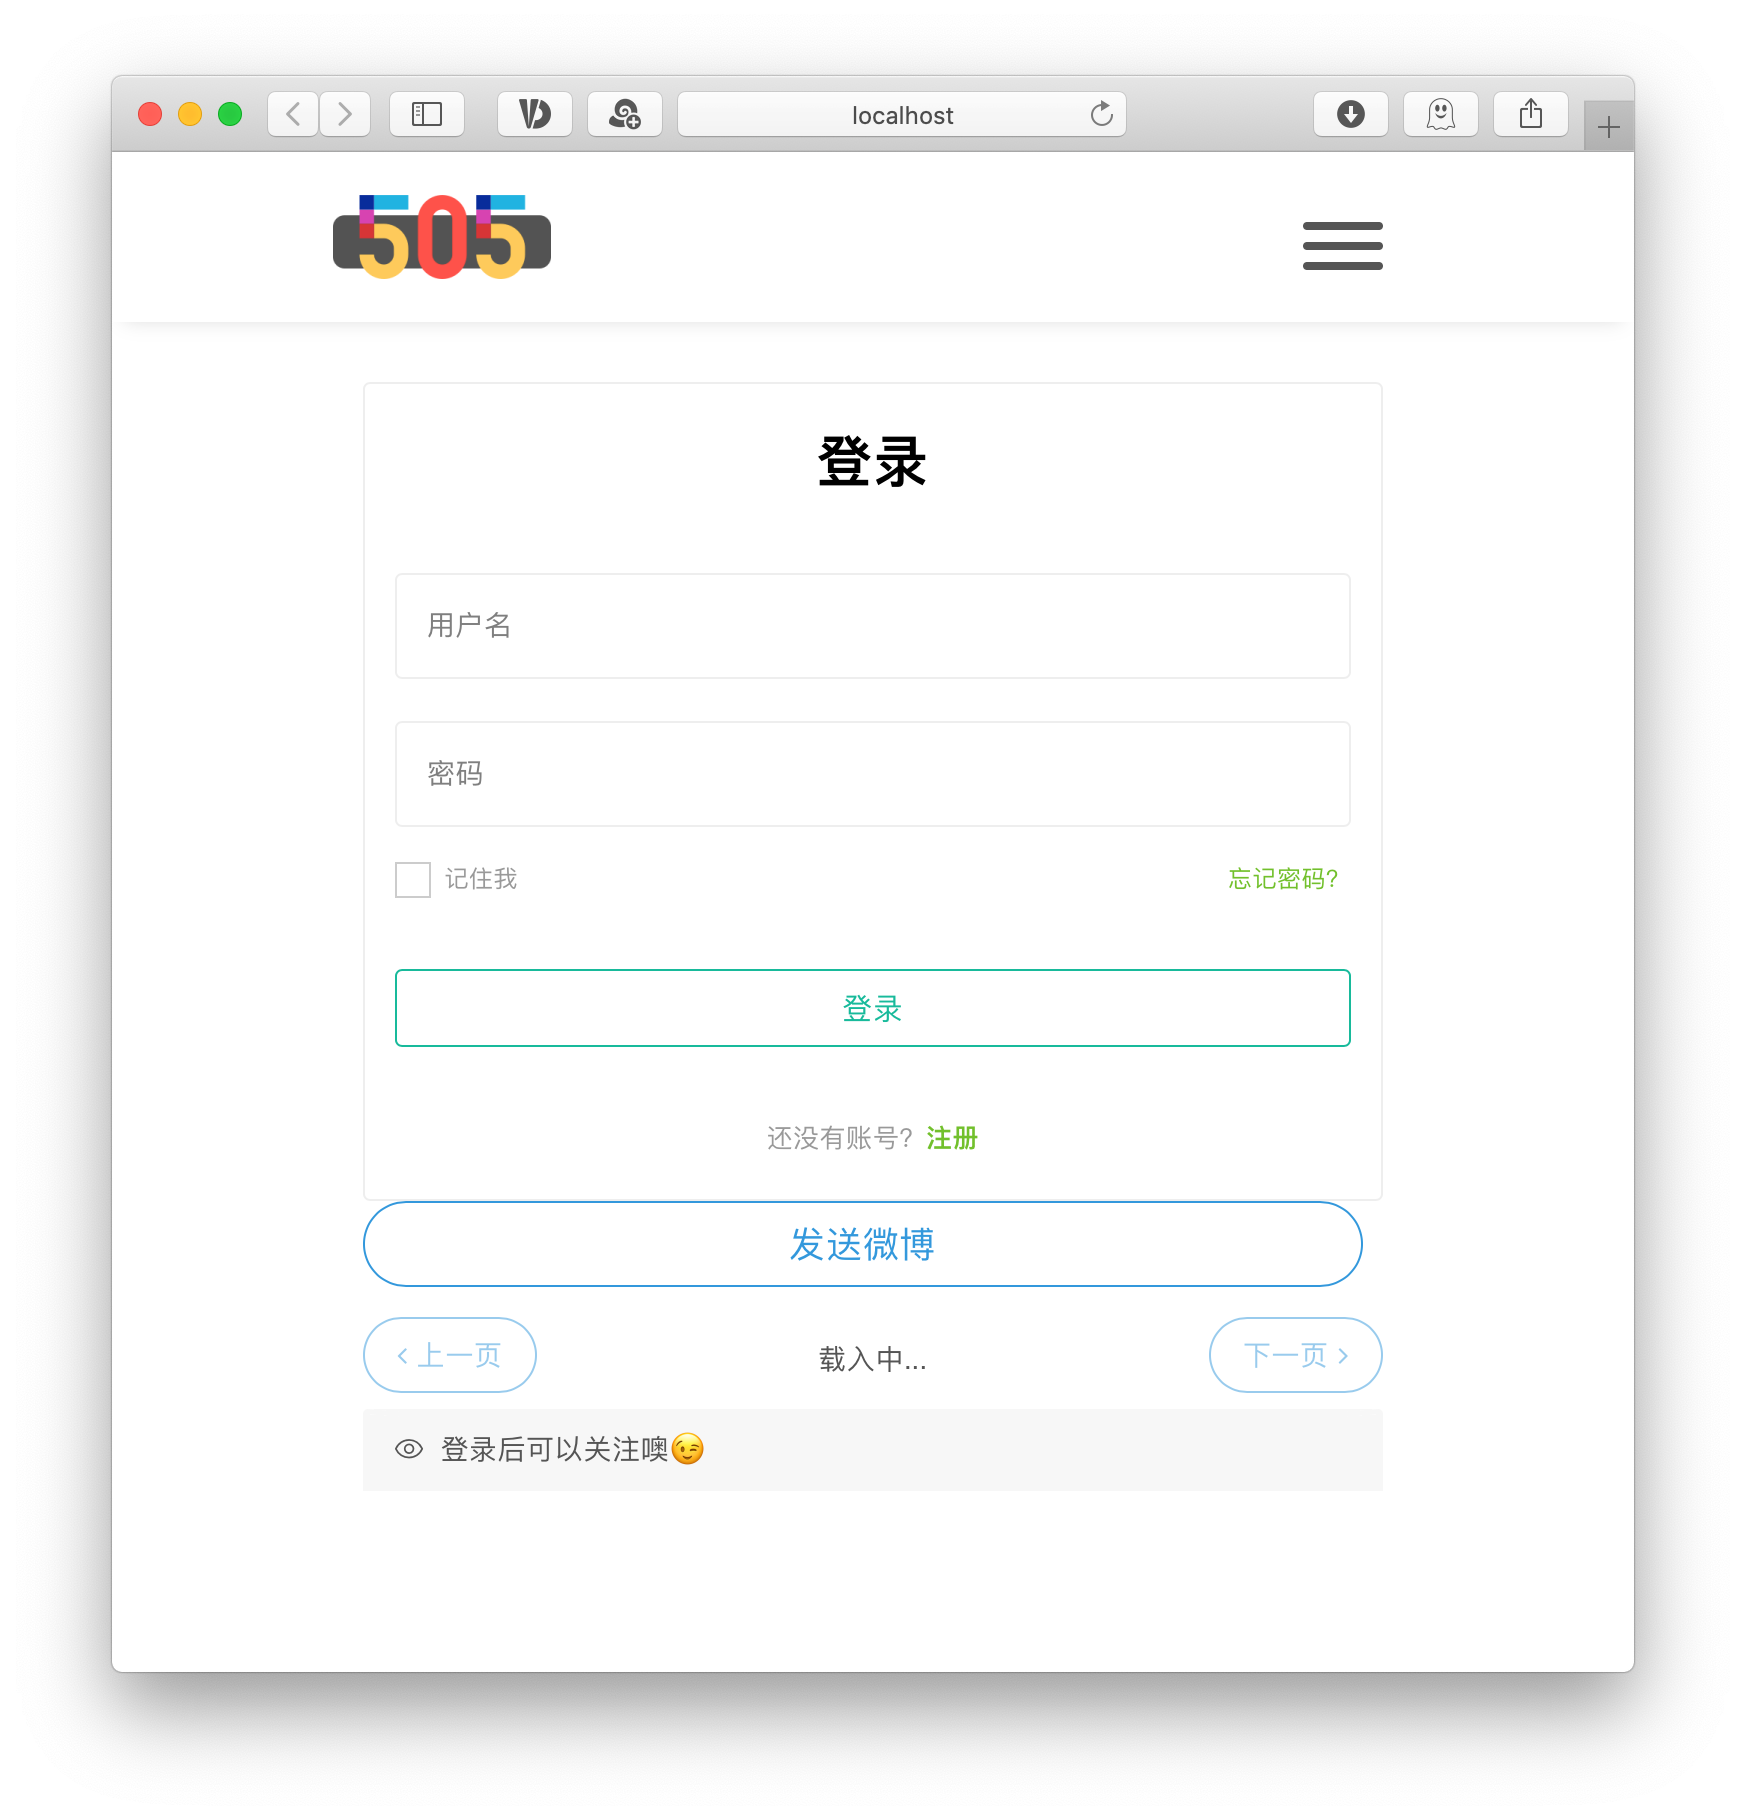 localhost
505
登录
用户名
密码
记住我 忘记密码?
登录
还没有账号? 注册
发送微博
上一页 载入中... 下一页
登录后可以关注噢😉